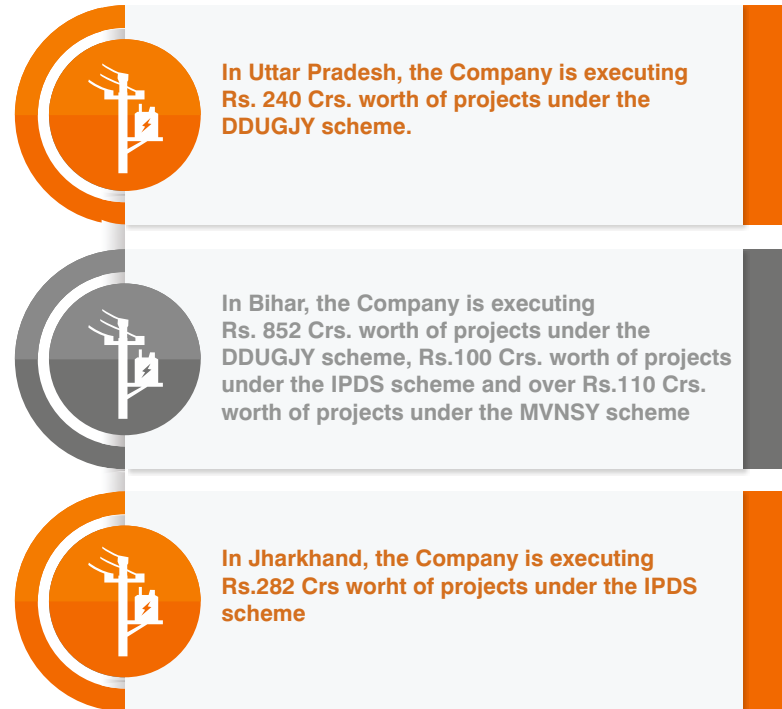 In Uttar Pradesh, the Company is executing
Rs. 240 Crs. worth of projects under the
DDUGJY scheme.
In Bihar, the Company is executing
Rs. 852 Crs. worth of projects under the
DDUGJY scheme, Rs.100 Crs. worth of projects
under the IPDS scheme and over Rs.110 Crs.
worth of projects under the MVNSY scheme
In Jharkhand, the Company is executing
Rs.282 Crs worht of projects under the IPDS
scheme